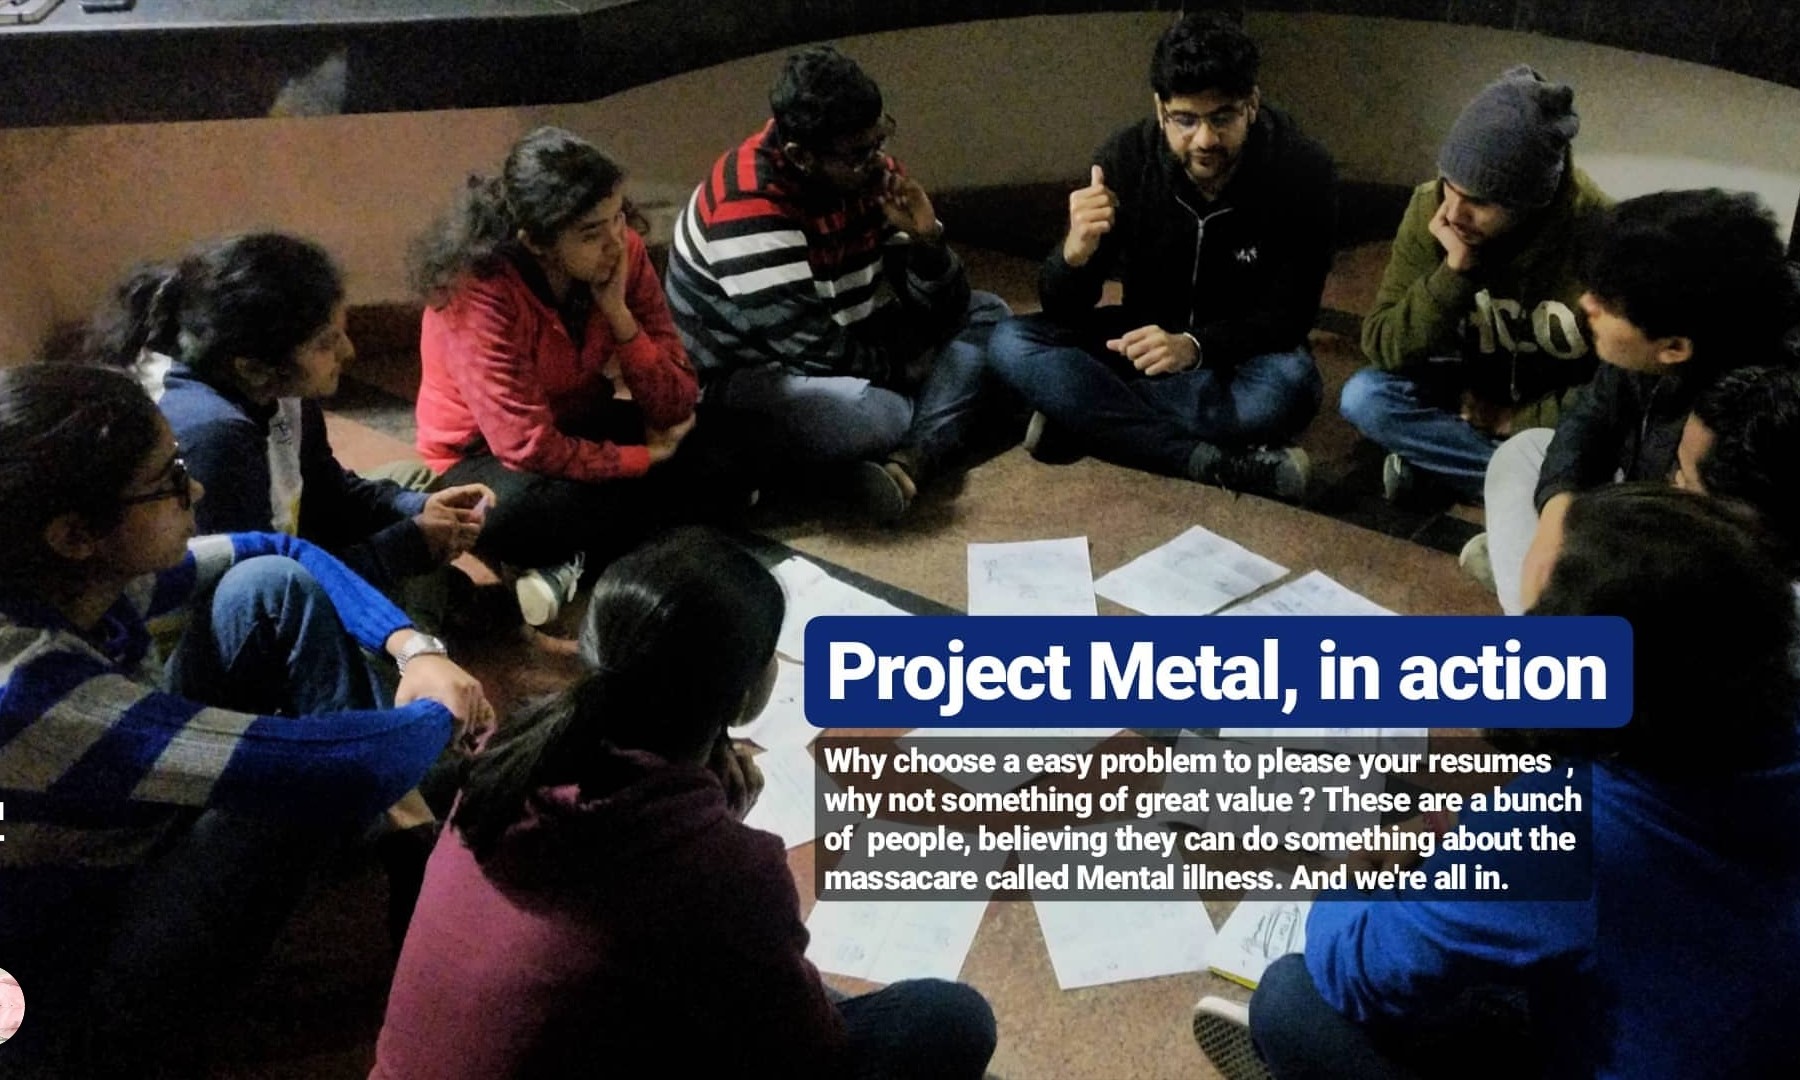 Project Metal, in action
Why choose a easy problem to please your resumes  ,
why not something of great value ? These are a bunch
of  people, believing they can do something about the
massacare called Mental illness. And we're all in.